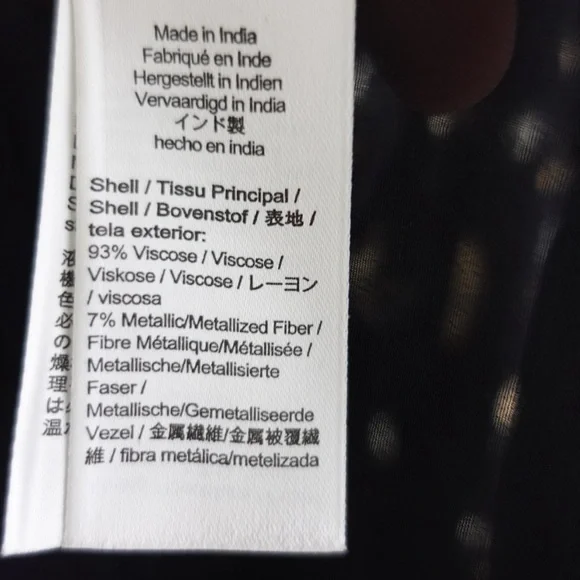 Made in India
Fabriqué en Inde
Hergestellt in Indien
Vervaardigd in India
インド製
hecho en india
Shell / Tissu Principal /
Shell / Bovenstof / 表地 /
tela exterior:
93% Viscose / Viscose /
Viskose / Viscose / レーヨン
/ viscosa
7% Metallic/Metallized Fiber /
Fibre Métallique/Métallisée /
Metallische/Metallisierte
Faser /
Metallische/Gemetalliseerde
Vezel / 金属繊維/金属被覆繊
維 / fibra metálica/metelizada